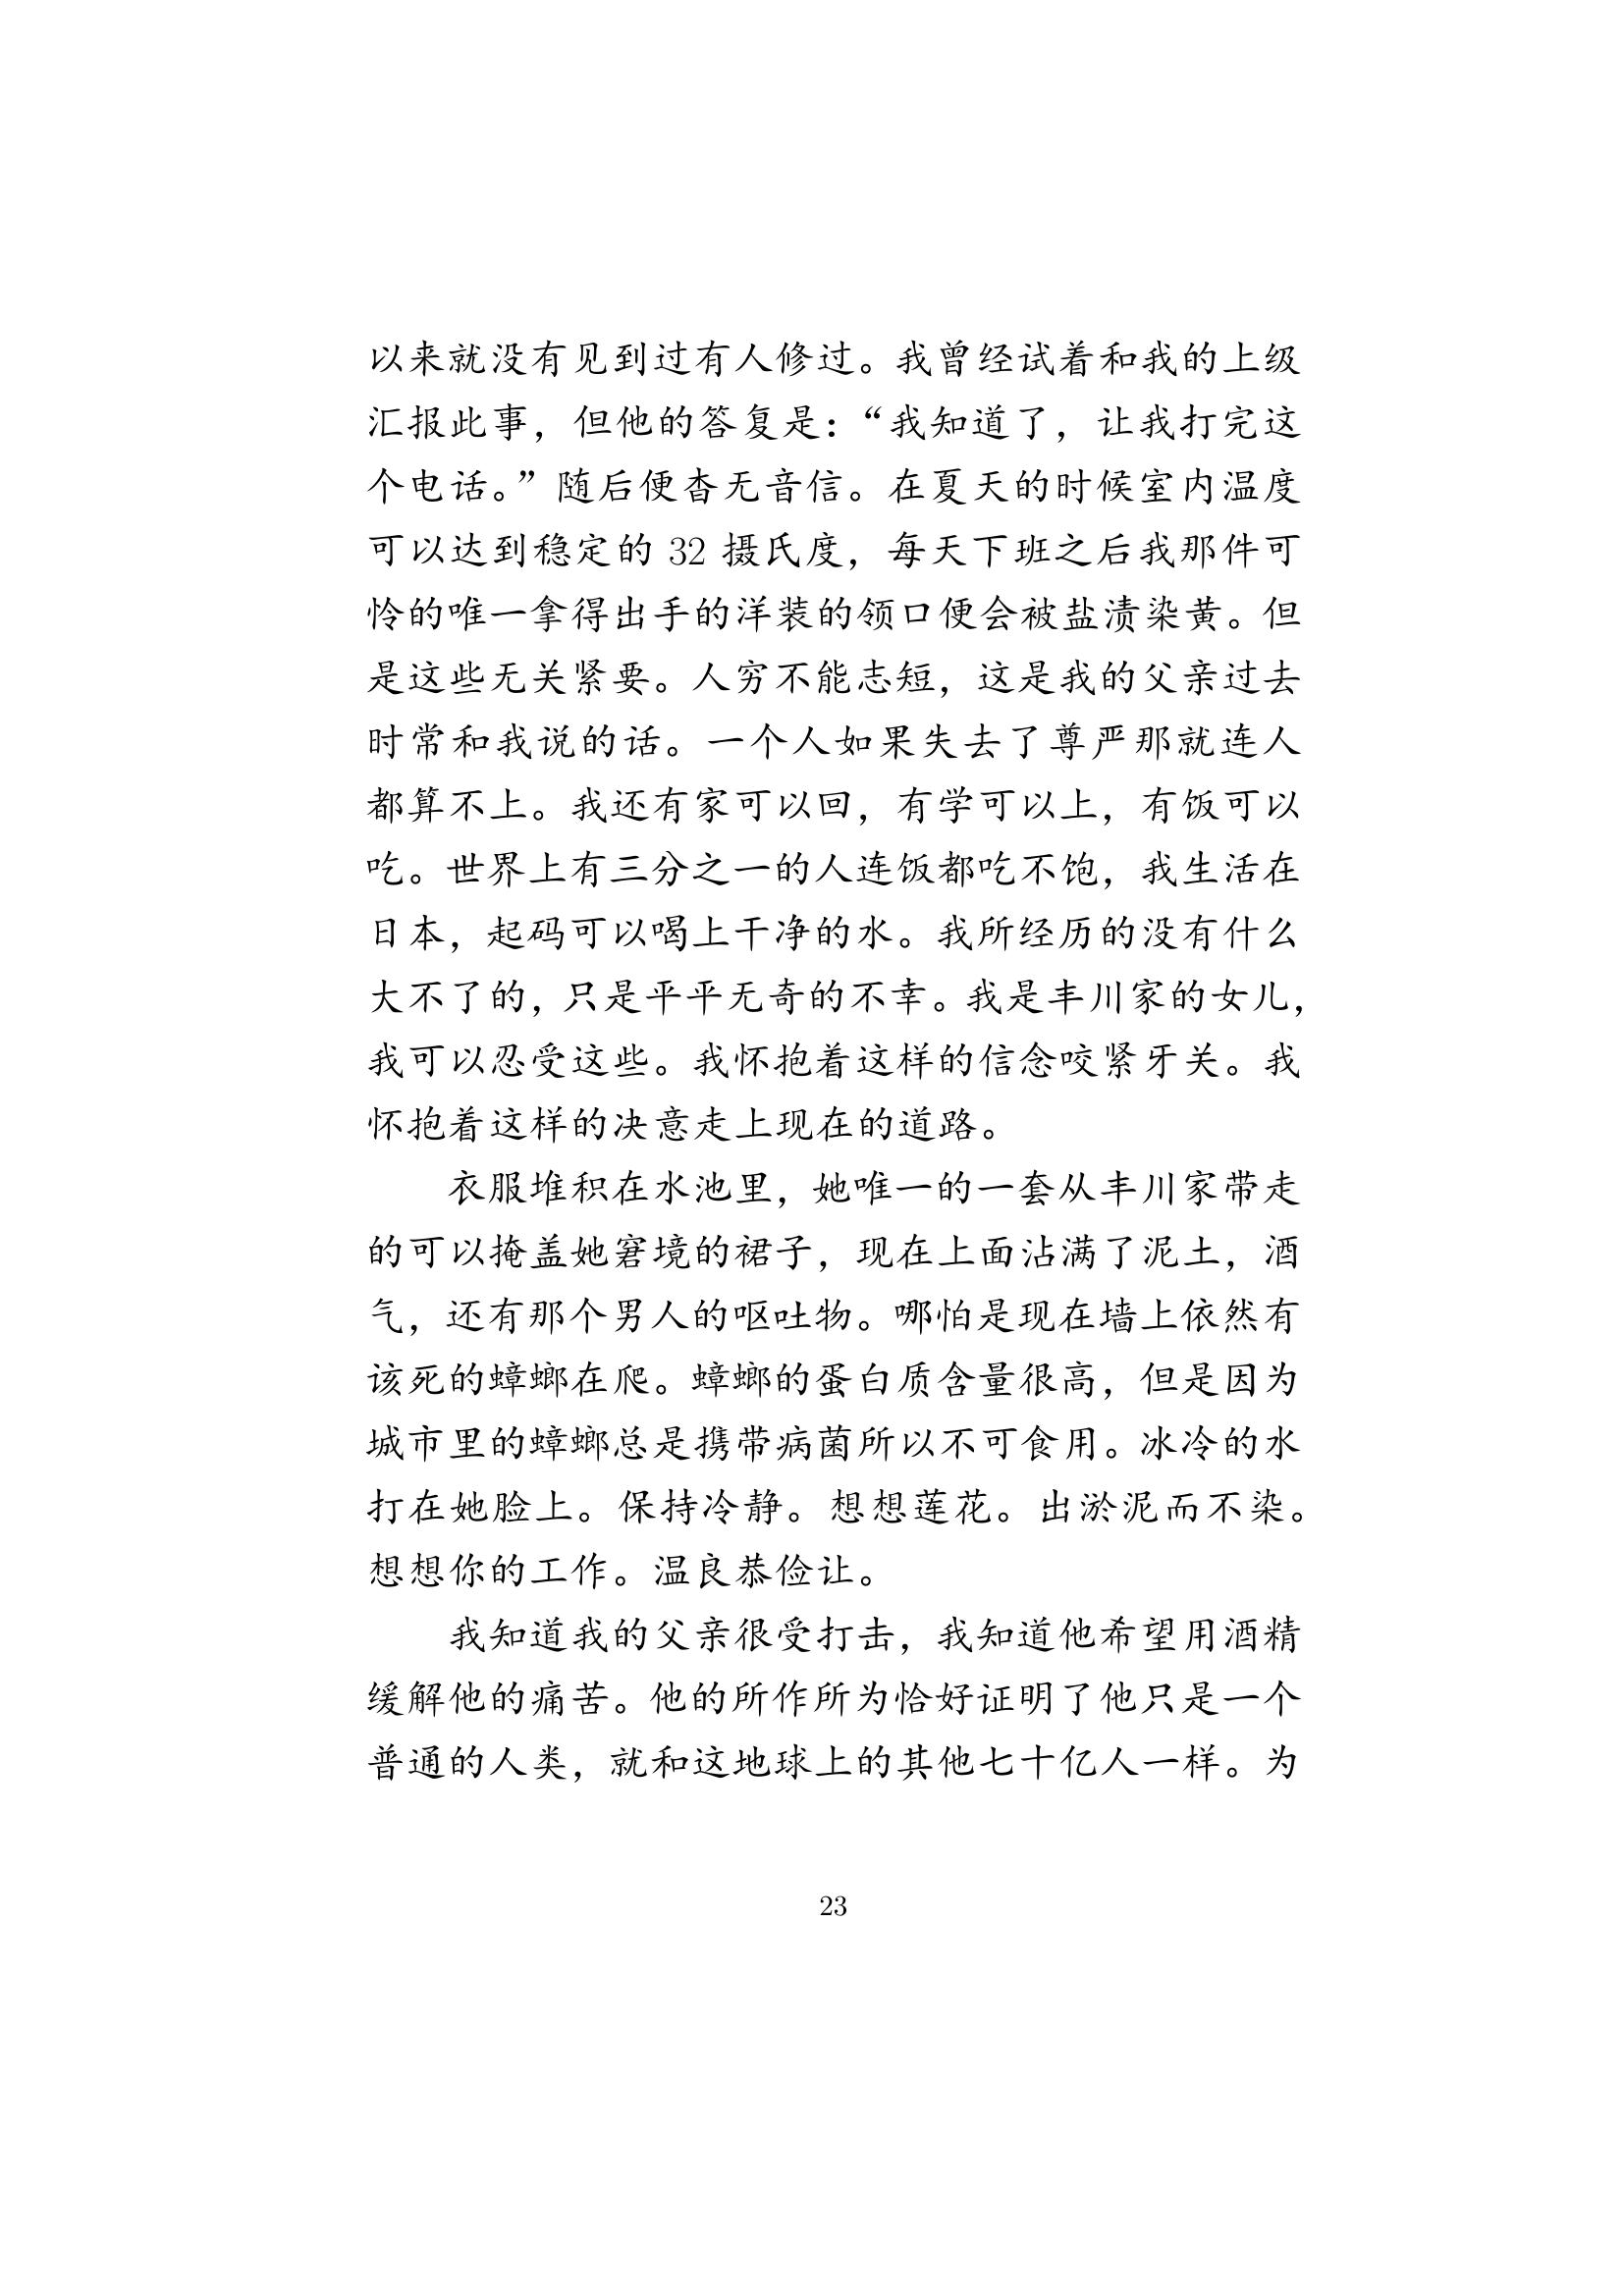 以来就没有见到过有人修过。我曾经试着和我的上级
汇报此事，但他的答复是：“我知道了，让我打完这
个电话。”随后便杳无音信。在夏天的时候室内温度
可以达到稳定的 32 摄氏度，每天下班之后我那件可
怜的唯一拿得出手的洋装的领口便会被盐渍染黄。但
是这些无关紧要。人穷不能志短，这是我的父亲过去
时常和我说的话。一个人如果失去了尊严那就连人
都算不上。我还有家可以回，有学可以上，有饭可以
吃。世界上有三分之一的人连饭都吃不饱，我生活在
日本，起码可以喝上干净的水。我所经历的没有什么
大不了的，只是平平无奇的不幸。我是丰川家的女儿，
我可以忍受这些。我怀抱着这样的信念咬紧牙关。我
怀抱着这样的决意走上现在的道路。
衣服堆积在水池里，她唯一的一套从丰川家带走
的可以掩盖她窘境的裙子，现在上面沾满了泥土，酒
气，还有那个男人的呕吐物。哪怕是现在墙上依然有
该死的蟑螂在爬。蟑螂的蛋白质含量很高，但是因为
城市里的蟑螂总是携带病菌所以不可食用。冰冷的水
打在她脸上。保持冷静。想想莲花。出淤泥而不染。
想想你的工作。温良恭俭让。
我知道我的父亲很受打击，我知道他希望用酒精
缓解他的痛苦。他的所作所为恰好证明了他只是一个
普通的人类，就和这地球上的其他七十亿人一样。为
23